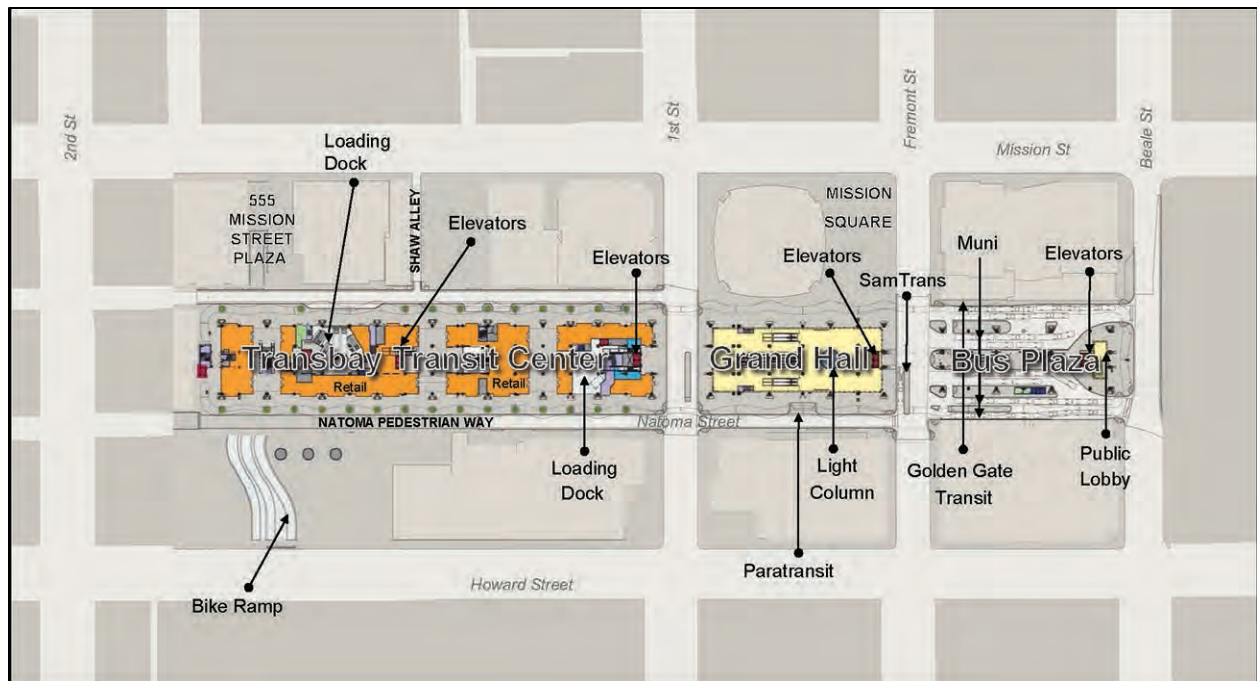 2nd St
1st St
Fremont St
Beale St
Mission St
Loading
Dock
555
MISSION
STREET
PLAZA
SHAW ALLEY
Elevators
Elevators
MISSION
SQUARE
Elevators
SamTrans
Muni
Elevators
Transbay Transit Center
Grand Hall
Bus Plaza
Retail
Retail
NATOMA PEDESTRIAN WAY
Natoma Street
Loading
Dock
Light
Column
Golden Gate
Transit
Public
Lobby
Paratransit
Howard Street
Bike Ramp